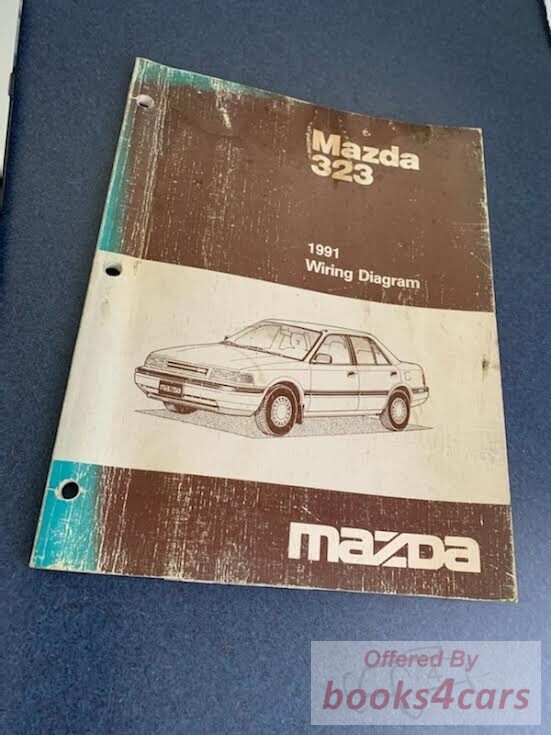 Mazda
323
1991
Wiring Diagram
mazda
Offered By
books4cars